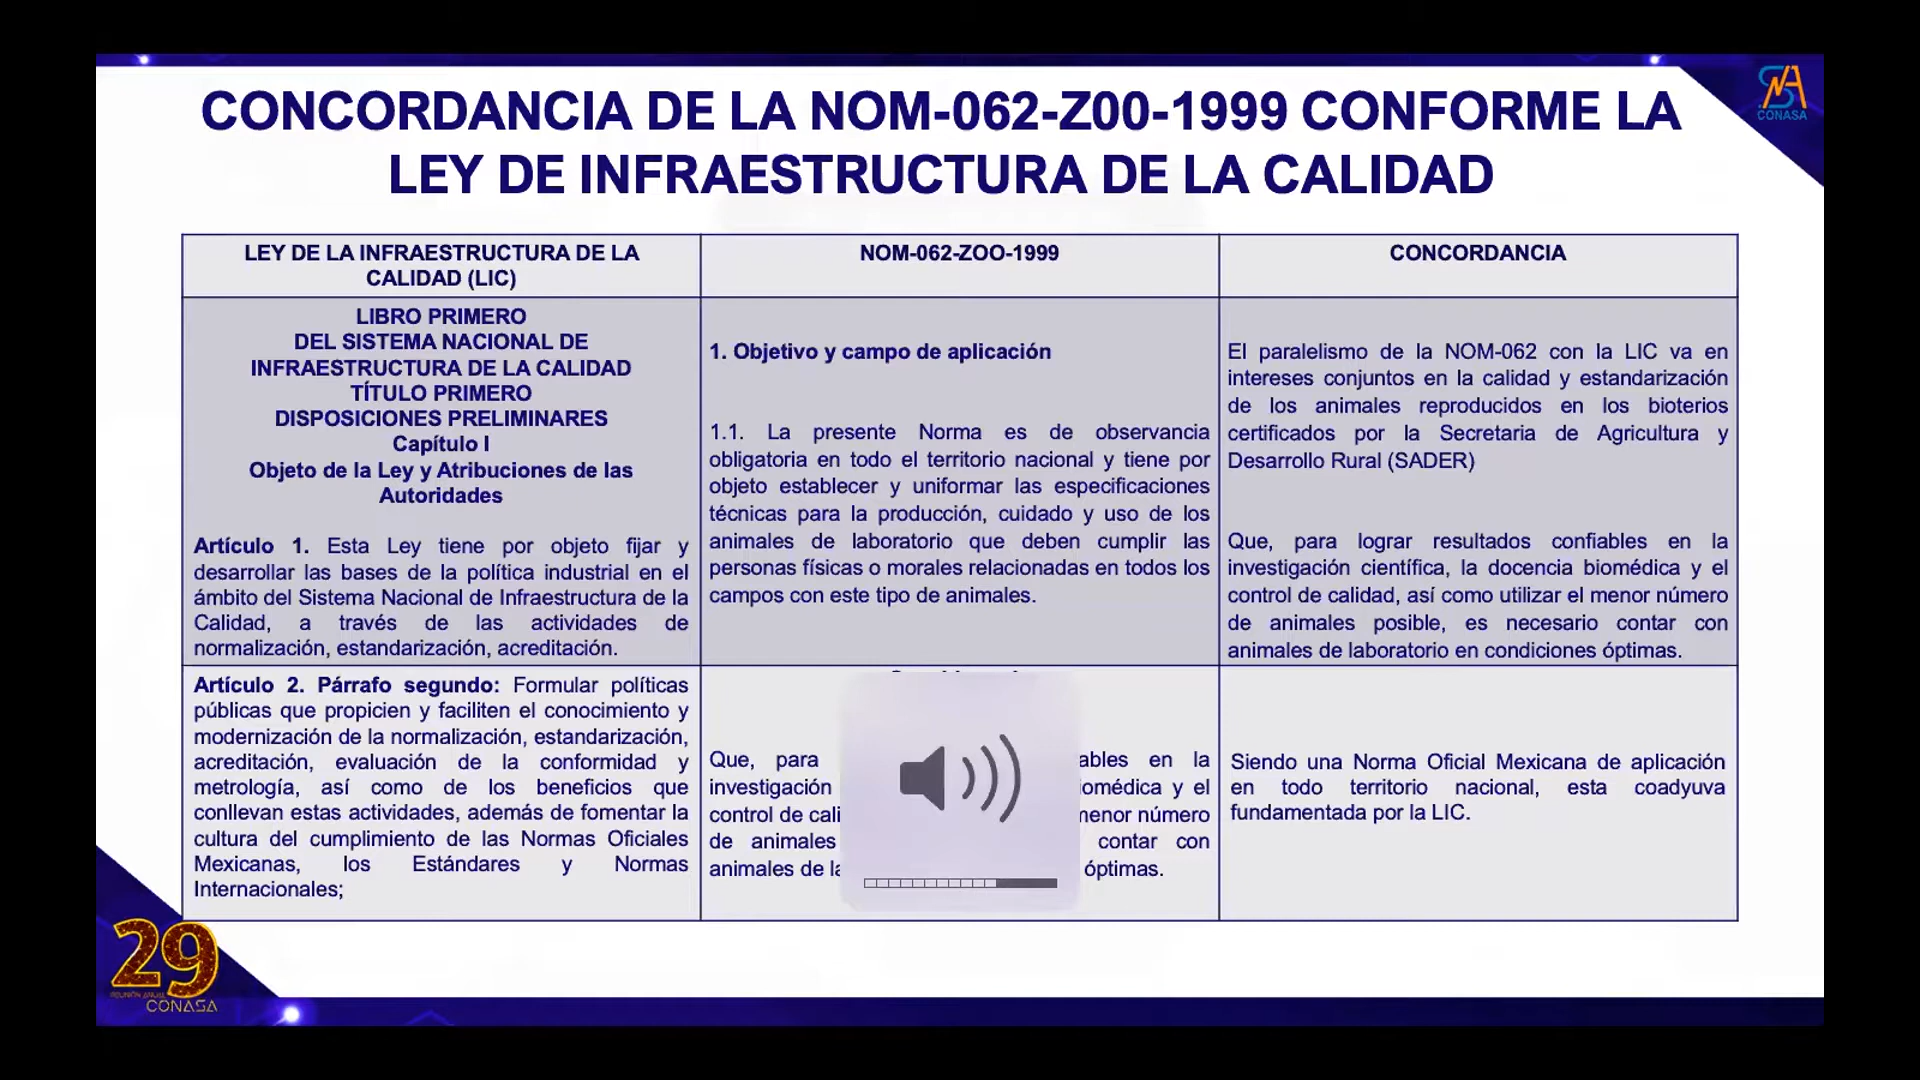 CONCORDANCIA DE LA NOM-062-Z00-1999 CONFORME LA
LEY DE INFRAESTRUCTURA DE LA CALIDAD
CONASA
LEY DE LA INFRAESTRUCTURA DE LA
CALIDAD (LIC)
NOM-062-ZOO-1999
CONCORDANCIA
LIBRO PRIMERO
DEL SISTEMA NACIONAL DE
INFRAESTRUCTURA DE LA CALIDAD
TÍTULO PRIMERO
DISPOSICIONES PRELIMINARES
Capítulo I
Objeto de la Ley y Atribuciones de las
Autoridades
Artículo 1. Esta Ley tiene por objeto fijar y
desarrollar las bases de la política industrial en el
ámbito del Sistema Nacional de Infraestructura de la
Calidad, a través de las actividades de
normalización, estandarización, acreditación.
1. Objetivo y campo de aplicación
1.1. La presente Norma es de observancia
obligatoria en todo el territorio nacional y tiene por
objeto establecer y uniformar las especificaciones
técnicas para la producción, cuidado y uso de los
animales de laboratorio que deben cumplir las
personas físicas o morales relacionadas en todos los
campos con este tipo de animales.
El paralelismo de la NOM-062 con la LIC va en
intereses conjuntos en la calidad y estandarización
de los animales reproducidos en los bioterios
certificados por la Secretaria de Agricultura y
Desarrollo Rural (SADER)
Que, para lograr resultados confiables en la
investigación científica, la docencia biomédica y el
control de calidad, así como utilizar el menor número
de animales posible, es necesario contar con
animales de laboratorio en condiciones óptimas.
Artículo 2. Párrafo segundo: Formular políticas
públicas que propicien y faciliten el conocimiento y
modernización de la normalización, estandarización,
acreditación, evaluación de la conformidad y
metrología, así como de los beneficios que
conllevan estas actividades, además de fomentar la
cultura del cumplimiento de las Normas Oficiales
Mexicanas, los Estándares y Normas
Internacionales;
Que, para ables en la
investigación omédica y el
control de cali menor número
de animales contar con
animales de la óptimas.
Siendo una Norma Oficial Mexicana de aplicación
en todo territorio nacional, esta coadyuva
fundamentada por la LIC.
29
REUNIÓN ANUAL
CONASA